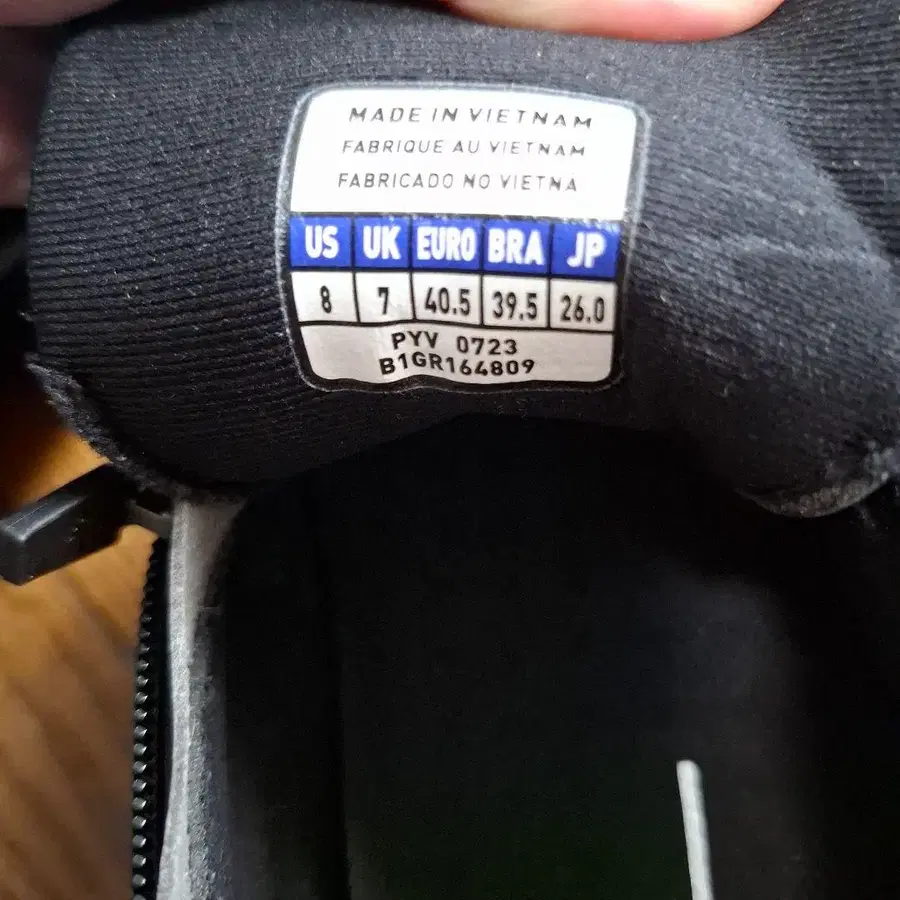 MADE IN VIETNAM
FABRIQUE AU VIETNAM
FABRICADO NO VIETNA
US UK EURO BRA JP
8 7 40.5 39.5 26.0
PYV 0723
B1GR164809